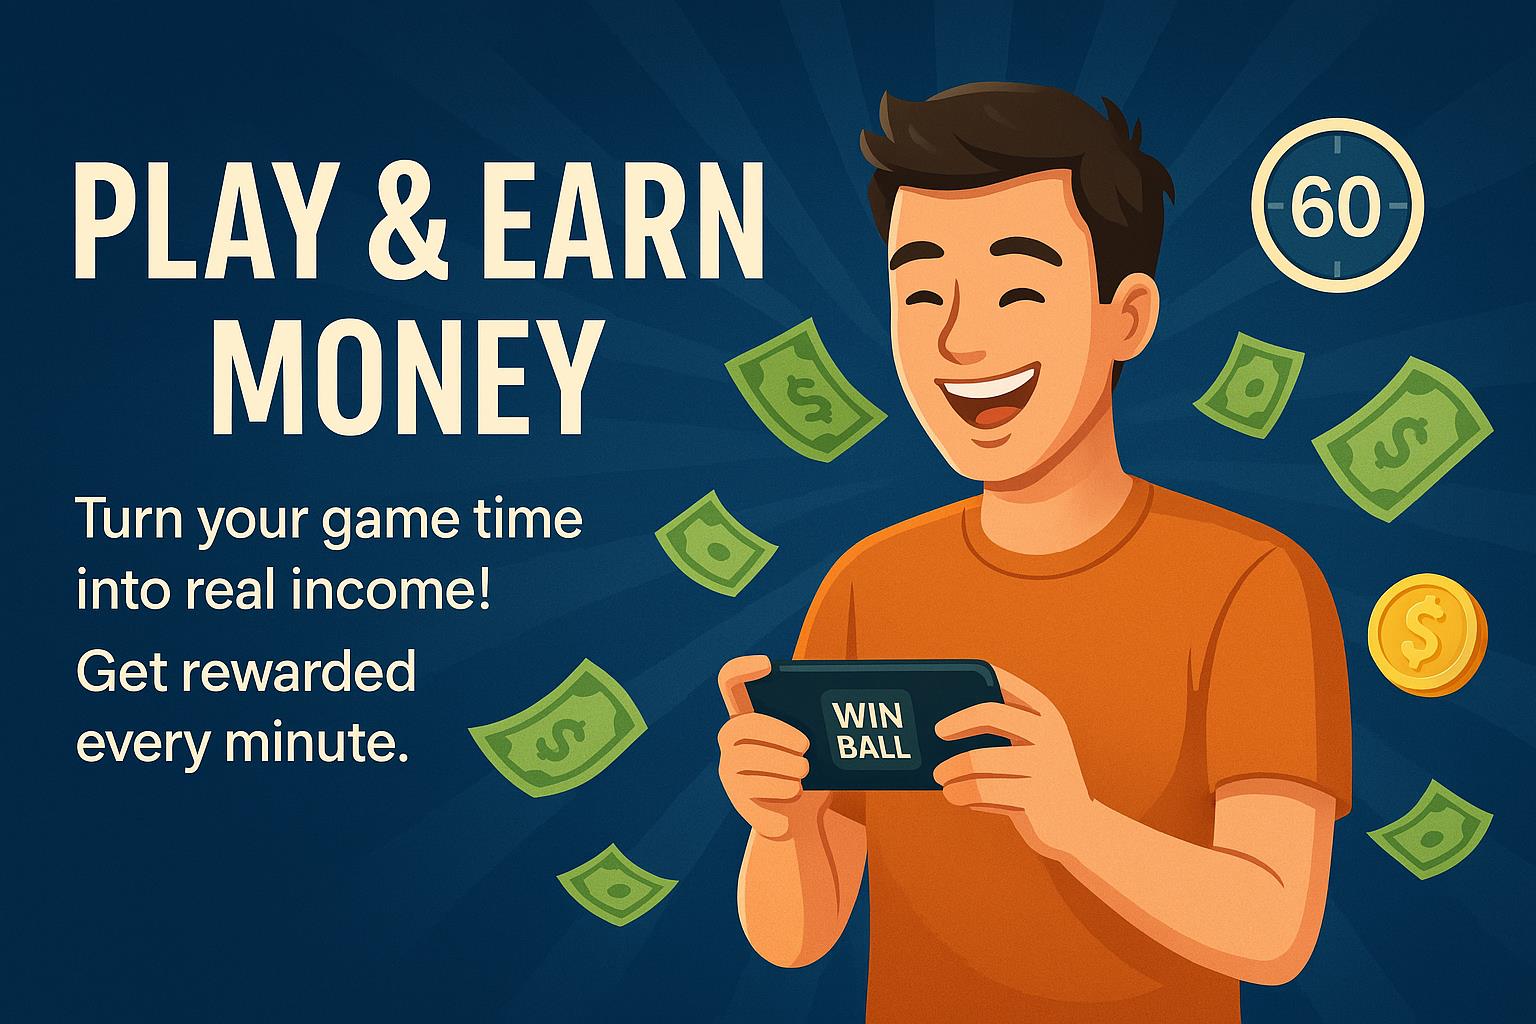 PLAY & EARN
MONEY
Turn your game time
into real income!
Get rewarded
every minute.
60
WIN
BALL